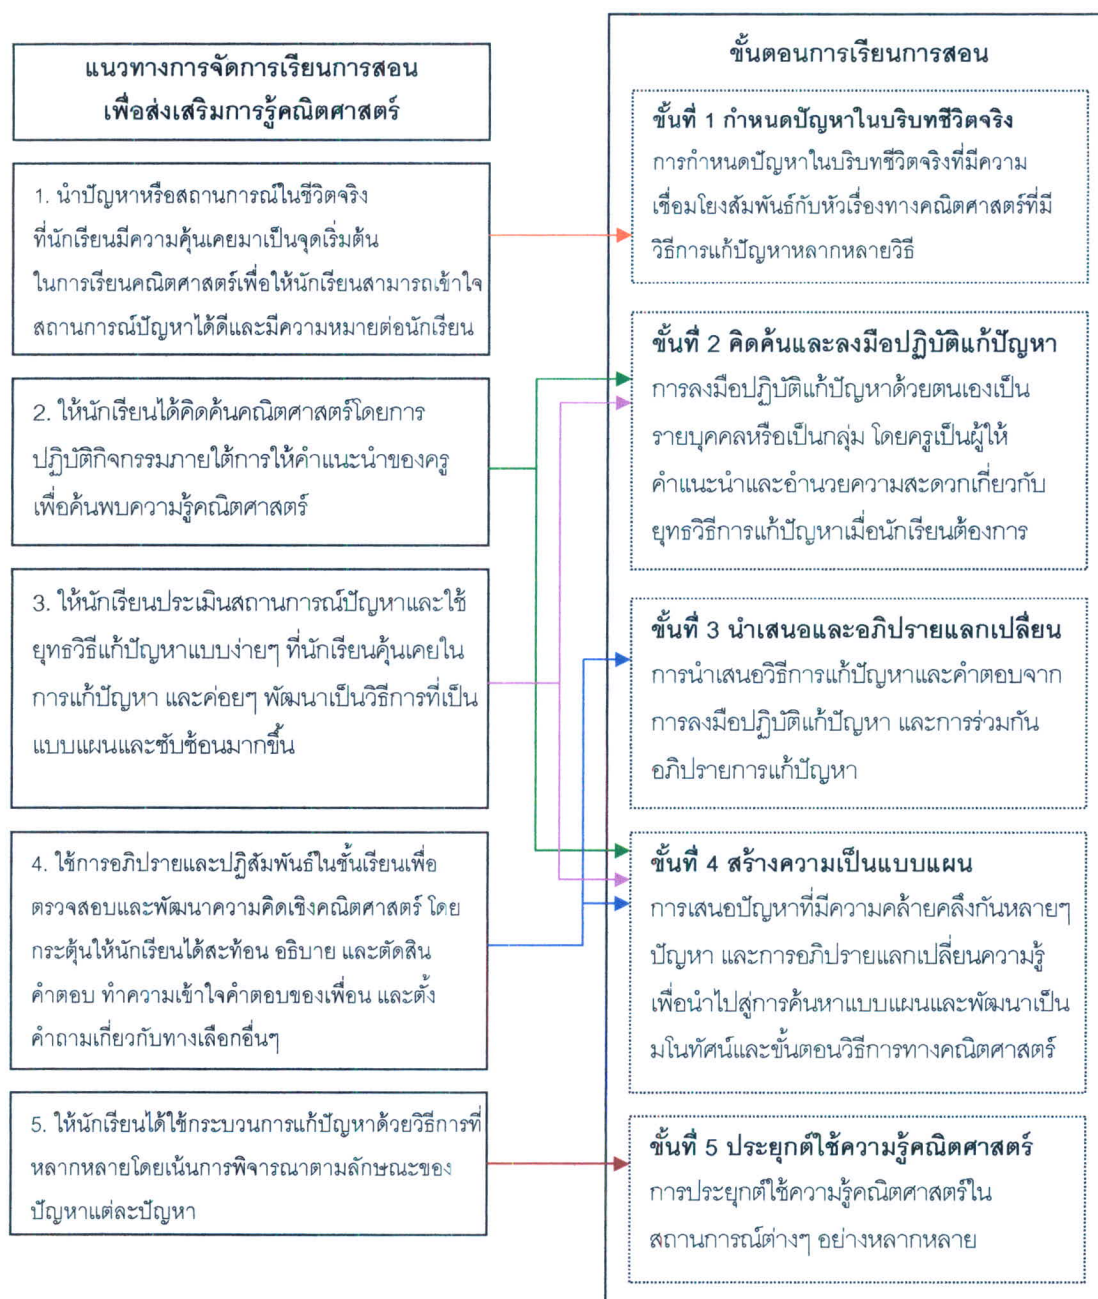 แนวทางการจัดการเรียนการสอน
เพื่อส่งเสริมการรู้คณิตศาสตร์
1. นำปัญหาหรือสถานการณ์ในชีวิตจริง
ที่นักเรียนมีความคุ้นเคยมาเป็นจุดเริ่มต้น
ในการเรียนคณิตศาสตร์เพื่อให้นักเรียนสามารถเข้าใจ
สถานการณ์ปัญหาได้ดีและมีความหมายต่อนักเรียน
2. ให้นักเรียนได้คิดค้นคณิตศาสตร์โดยการ
ปฏิบัติกิจกรรมภายใต้การให้คำแนะนำของครู
เพื่อค้นพบความรู้คณิตศาสตร์
3. ให้นักเรียนประเมินสถานการณ์ปัญหาและใช้
ยุทธวิธีแก้ปัญหาแบบง่ายๆ ที่นักเรียนคุ้นเคยใน
การแก้ปัญหา และค่อยๆ พัฒนาเป็นวิธีการที่เป็น
แบบแผนและซับซ้อนมากขึ้น
4. ใช้การอภิปรายและปฏิสัมพันธ์ในชั้นเรียนเพื่อ
ตรวจสอบและพัฒนาความคิดเชิงคณิตศาสตร์ โดย
กระตุ้นให้นักเรียนได้สะท้อน อธิบาย และตัดสิน
คำตอบ ทำความเข้าใจคำตอบของเพื่อน และตั้ง
คำถามเกี่ยวกับทางเลือกอื่นๆ
5. ให้นักเรียนได้ใช้กระบวนการแก้ปัญหาด้วยวิธีการที่
หลากหลายโดยเน้นการพิจารณาตามลักษณะของ
ปัญหาแต่ละปัญหา
ขั้นตอนการเรียนการสอน
ขั้นที่ 1 กำหนดปัญหาในบริบทชีวิตจริง
การกำหนดปัญหาในบริบทชีวิตจริงที่มีความ
เชื่อมโยงสัมพันธ์กับหัวเรื่องทางคณิตศาสตร์ที่มี
วิธีการแก้ปัญหาหลากหลายวิธี
ขั้นที่ 2 คิดค้นและลงมือปฏิบัติแก้ปัญหา
การลงมือปฏิบัติแก้ปัญหาด้วยตนเองเป็น
รายบุคคลหรือเป็นกลุ่ม โดยครูเป็นผู้ให้
คำแนะนำและอำนวยความสะดวกเกี่ยวกับ
ยุทธวิธีการแก้ปัญหาเมื่อนักเรียนต้องการ
ขั้นที่ 3 นำเสนอและอภิปรายแลกเปลี่ยน
การนำเสนอวิธีการแก้ปัญหาและคำตอบจาก
การลงมือปฏิบัติแก้ปัญหา และการร่วมกัน
อภิปรายการแก้ปัญหา
ขั้นที่ 4 สร้างความเป็นแบบแผน
การเสนอปัญหาที่มีความคล้ายคลึงกันหลายๆ
ปัญหา และการอภิปรายแลกเปลี่ยนความรู้
เพื่อนำไปสู่การค้นหาแบบแผนและพัฒนาเป็น
มโนทัศน์และขั้นตอนวิธีการทางคณิตศาสตร์
ขั้นที่ 5 ประยุกต์ใช้ความรู้คณิตศาสตร์
การประยุกต์ใช้ความรู้คณิตศาสตร์ใน
สถานการณ์ต่างๆ อย่างหลากหลาย